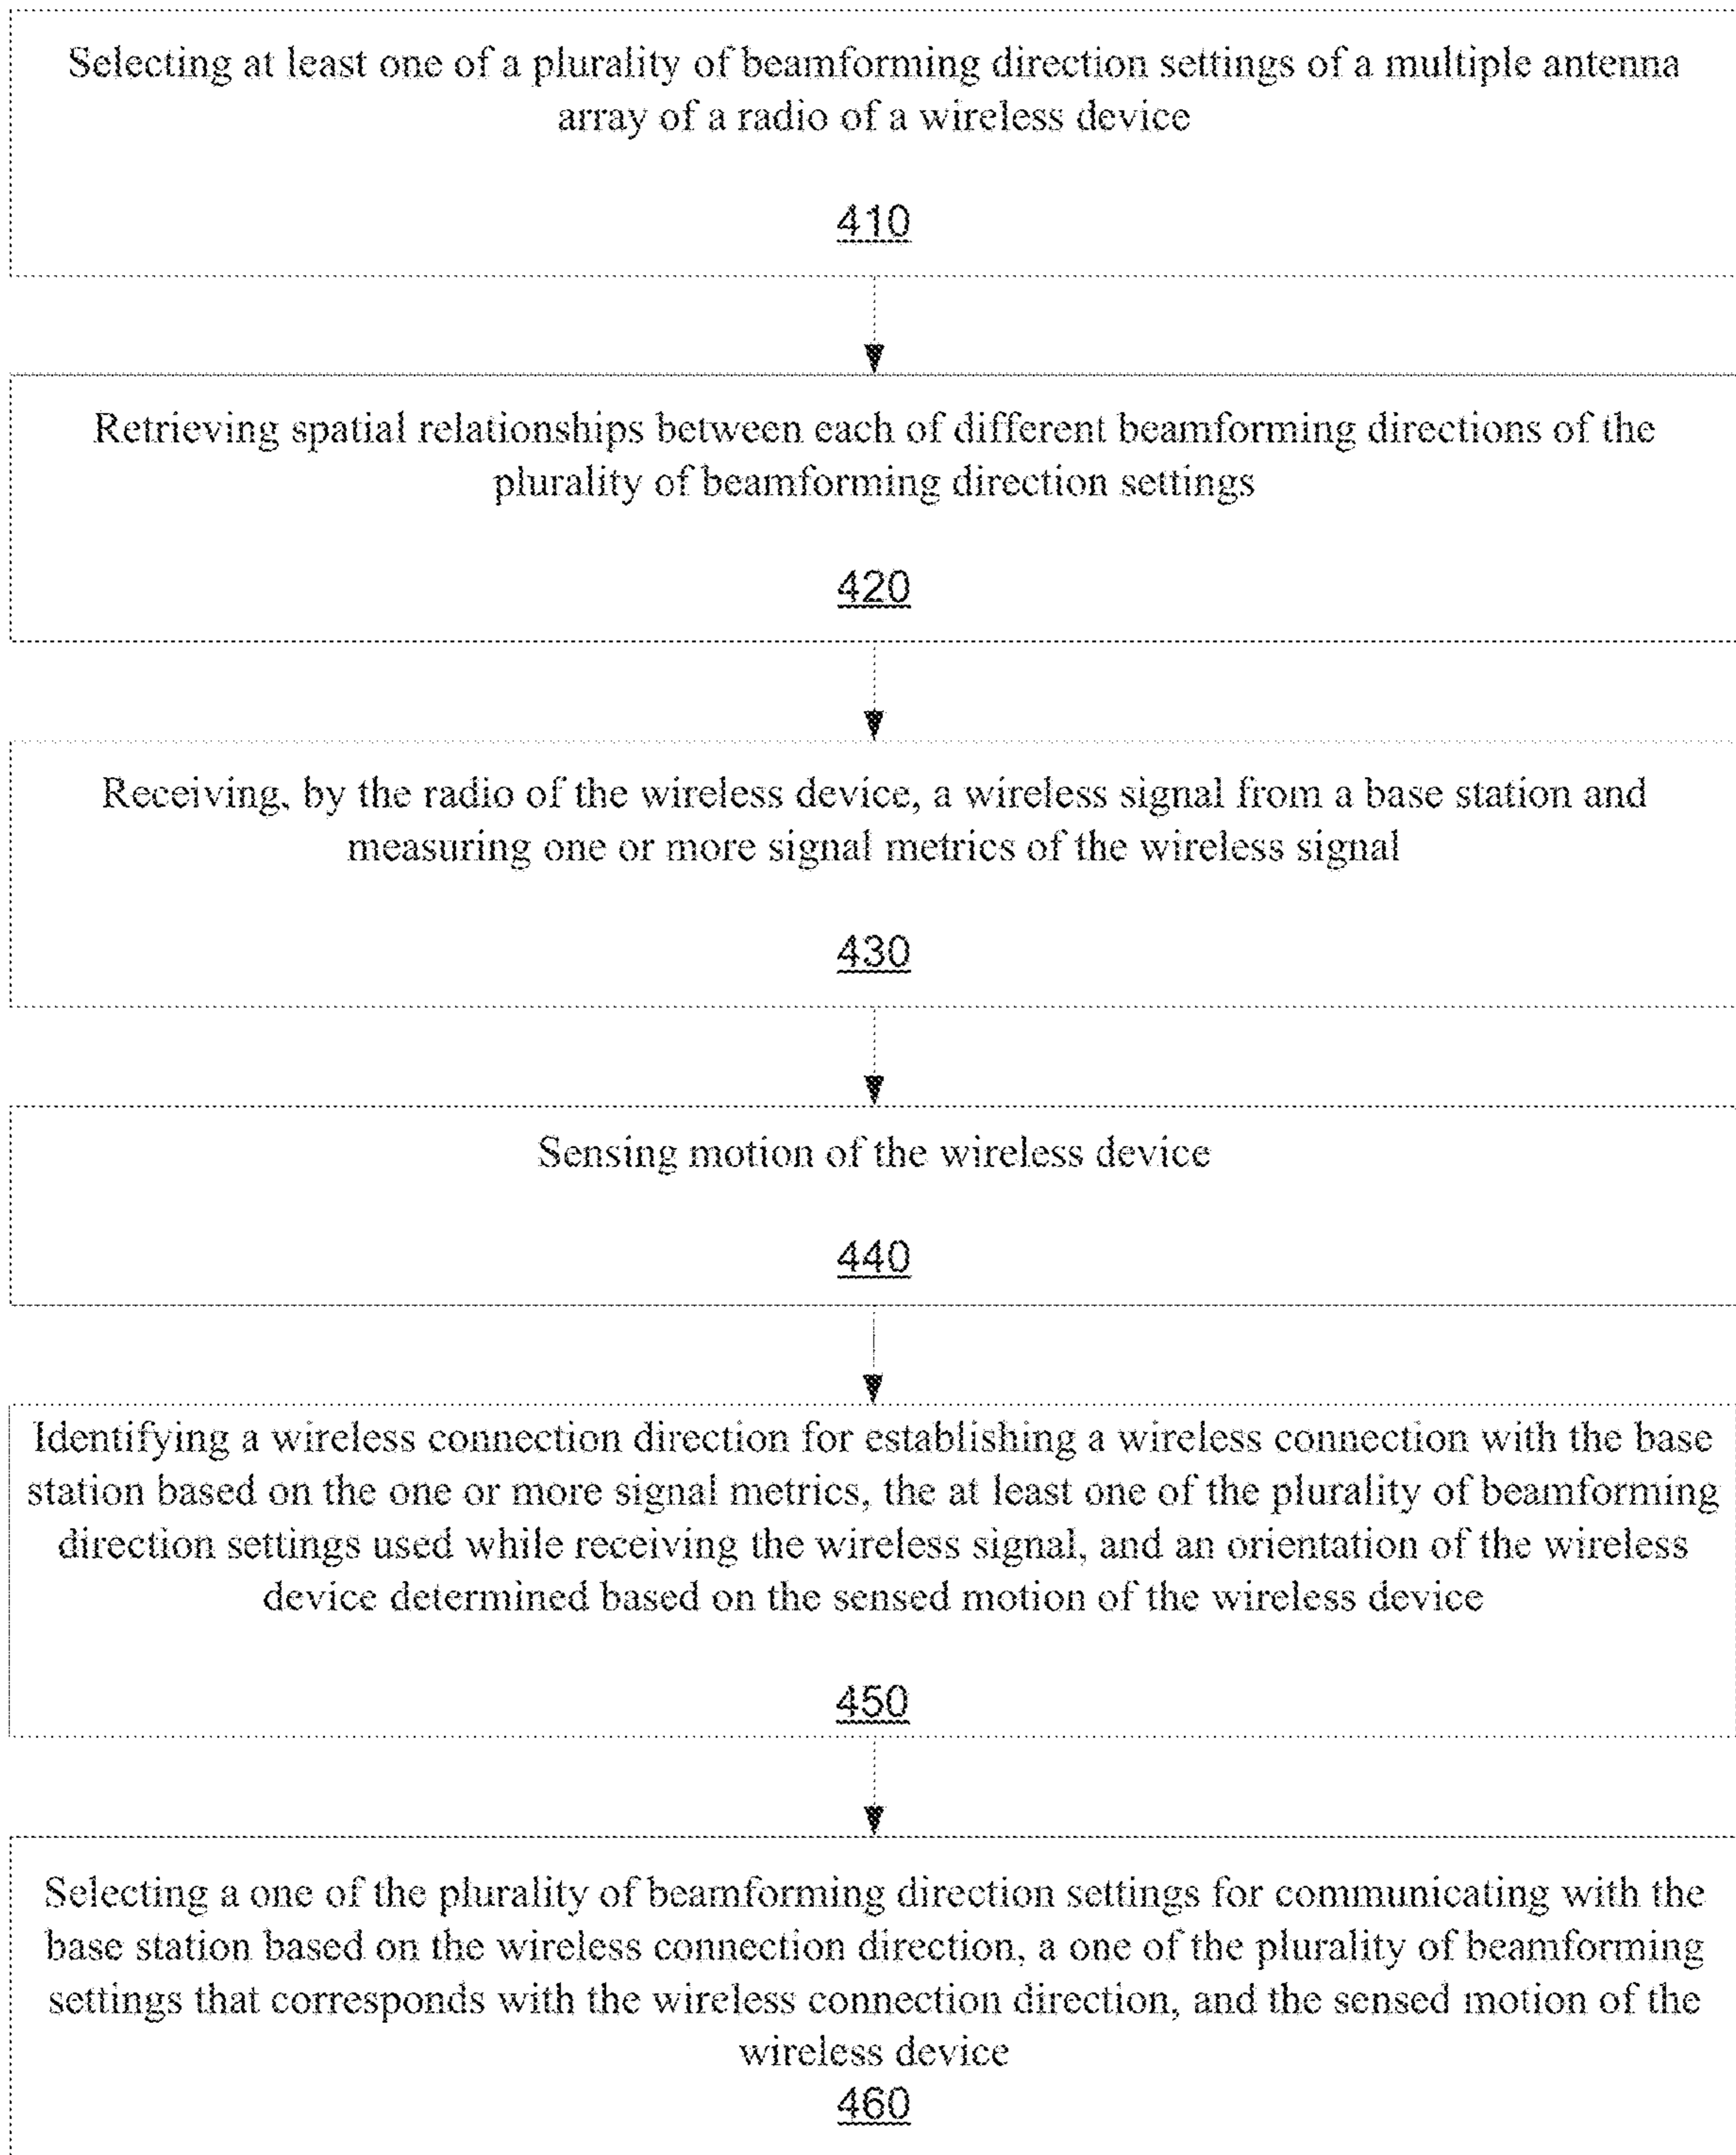 Selecting at least one of a plurality of beamforming direction settings of a multiple antenna
array of a radio of a wireless device
410
Retrieving spatial relationships between each of different beamforming directions of the
plurality of beamforming direction settings
420
Receiving, by the radio of the wireless device, a wireless signal from a base station and
measuring one or more signal metrics of the wireless signal
430
Sensing motion of the wireless device
440
Identifying a wireless connection direction for establishing a wireless connection with the base
station based on the one or more signal metrics, the at least one of the plurality of beamforming
direction settings used while receiving the wireless signal, and an orientation of the wireless
device determined based on the sensed motion of the wireless device
450
Selecting a one of the plurality of beamforming direction settings for communicating with the
base station based on the wireless connection direction, a one of the plurality of beamforming
settings that corresponds with the wireless connection direction, and the sensed motion of the
wireless device
460